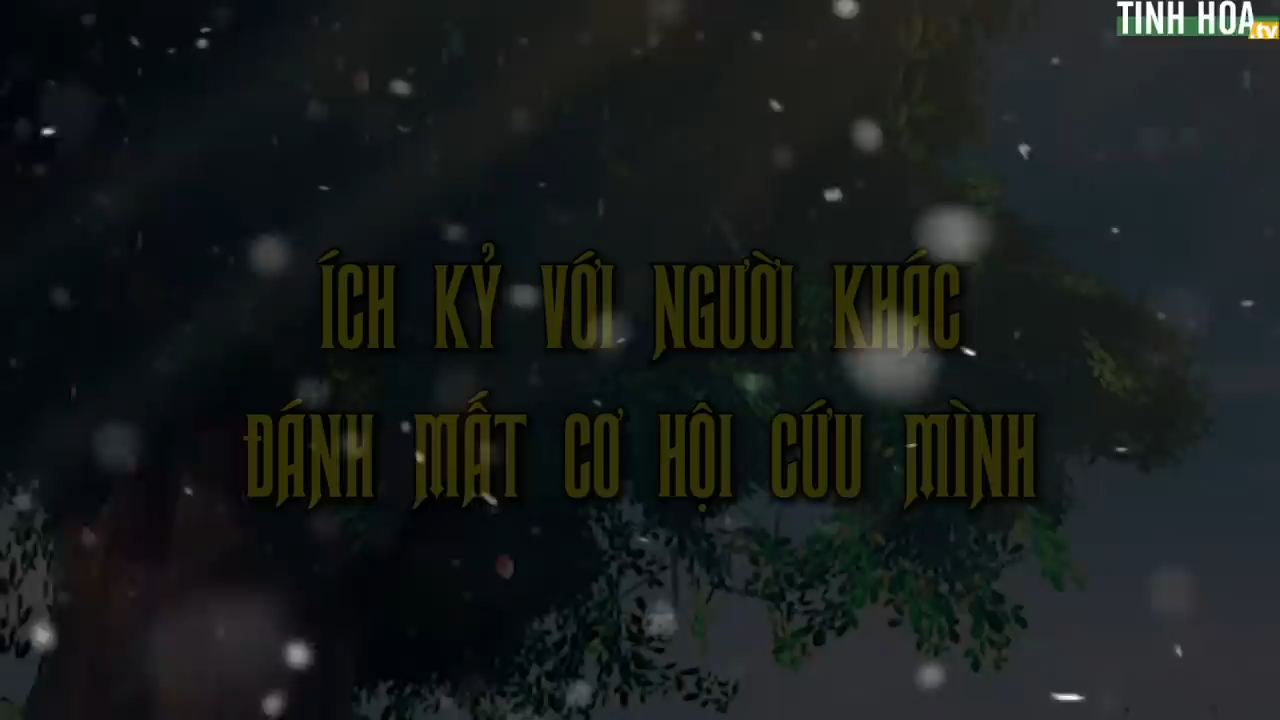 TINH HOA
.tv
ÍCH KỶ VỚI NGƯỜI KHÁC
ĐÁNH MẤT CƠ HỘI CỨU MÌNH